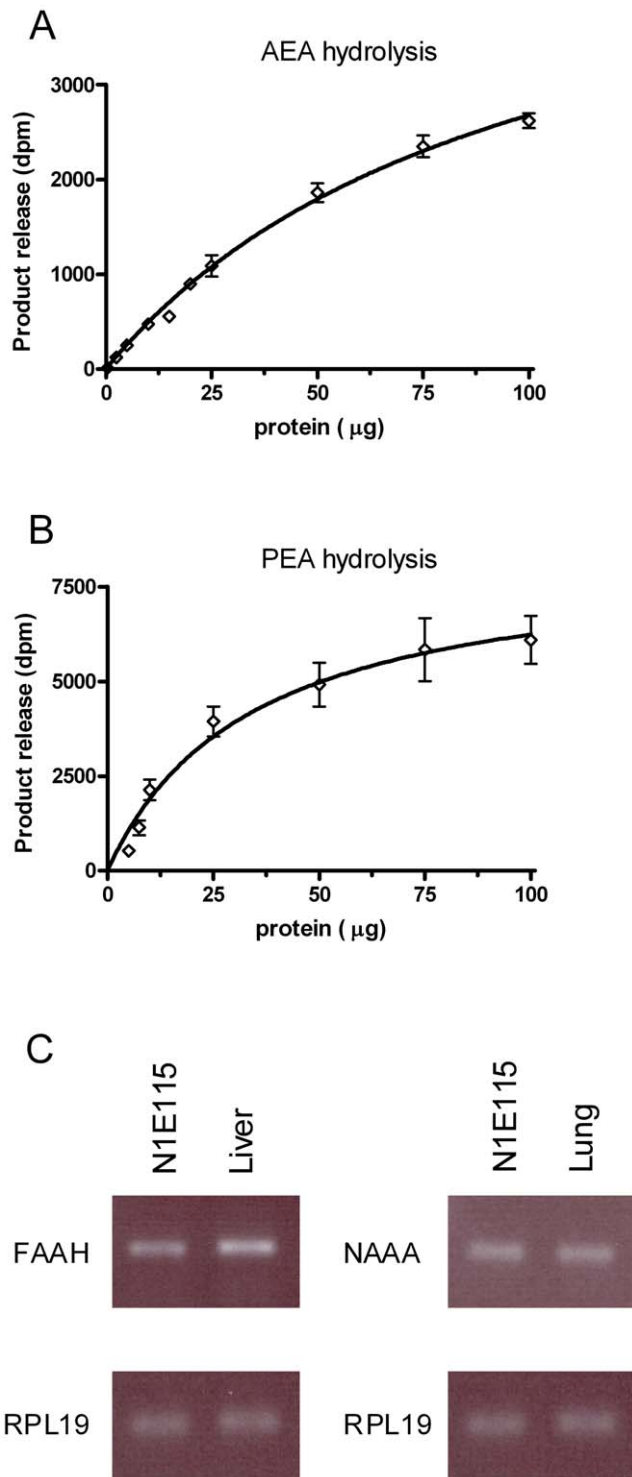 A
AEA hydrolysis
3000
2000
1000
0
Product release (dpm)
0 25 50 75 100
protein ( μg)
B
PEA hydrolysis
7500
5000
2500
0
Product release (dpm)
0 25 50 75 100
protein ( μg)
C
N1E115 Liver
N1E115 Lung
FAAH
NAAA
RPL19
RPL19